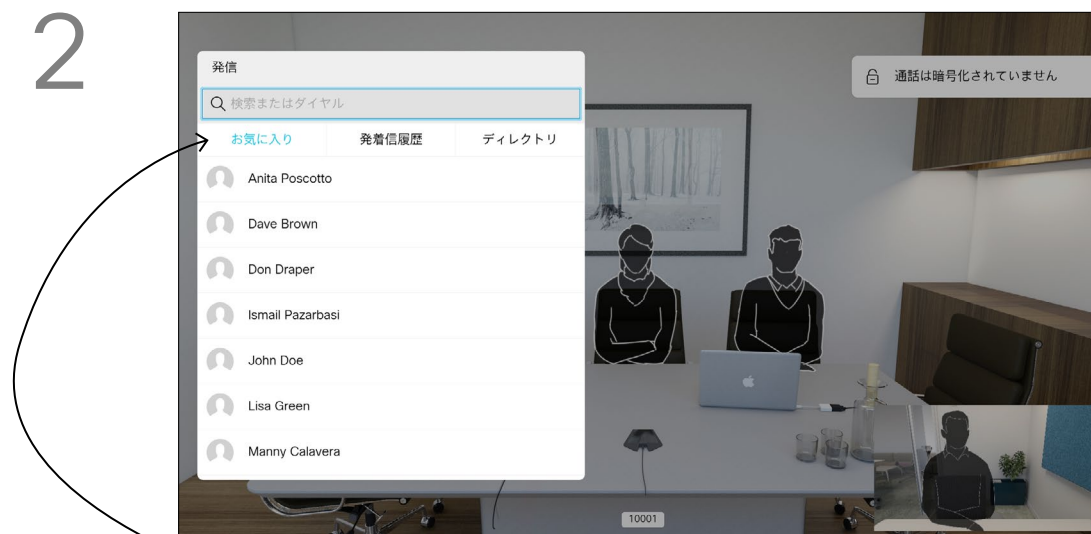 2
発信
検索またはダイヤル
お気に入り 発着信履歴 ディレクトリ
Anita Poscotto
Dave Brown
Don Draper
Ismail Pazarbasi
John Doe
Lisa Green
Manny Calavera
通話は暗号化されていません
10001